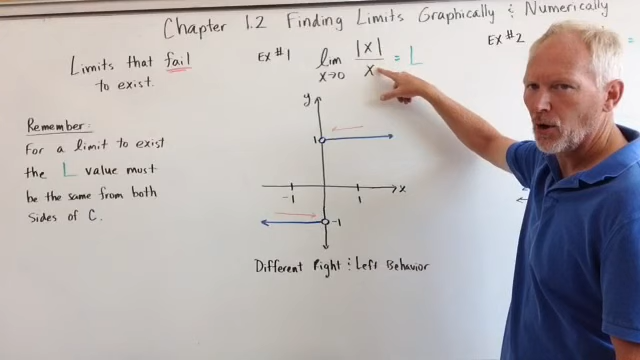 Chapter 1.2 Finding Limits Graphically & Numerically
Limits that fail
to exist.
Remember:
For a limit to exist
the L value must
be the same from both
sides of C.
Ex #1
lim x→0 |x|/x = L
y
1
-1 1 x
-1
Different Right & Left Behavior
Ex #2
=